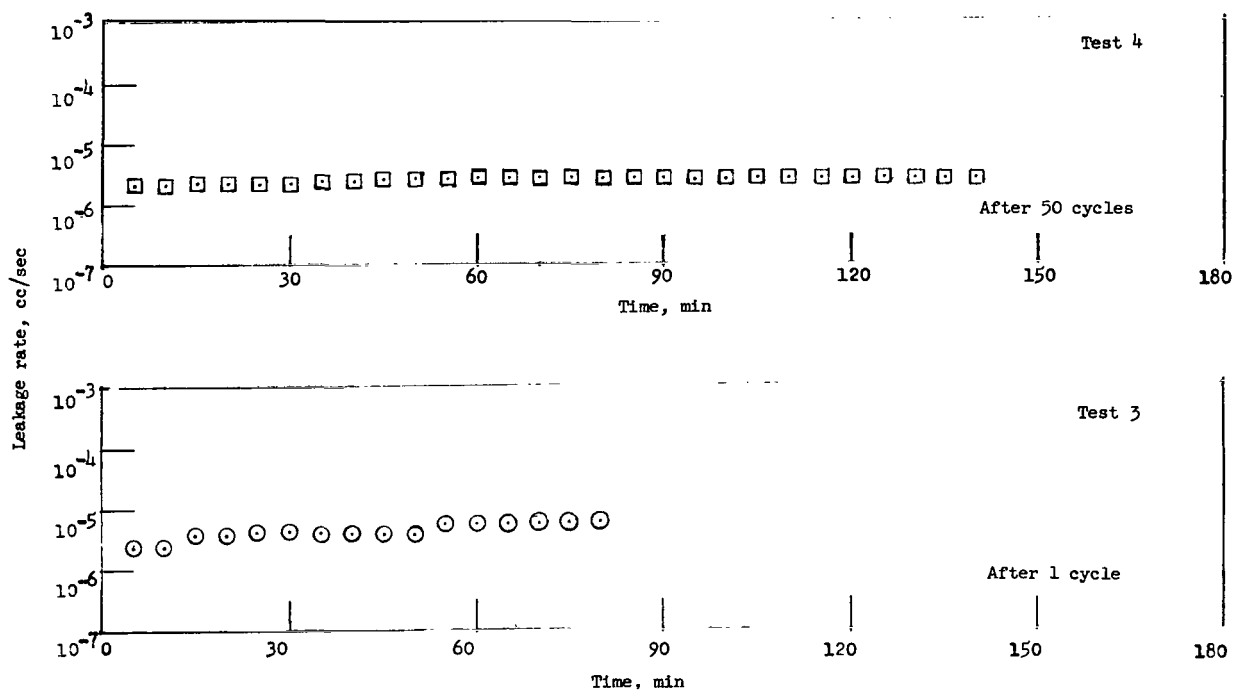 10-3
Test 4
10-4
10-5
10-6
After 50 cycles
10-7
0 30 60 90 120 150 180
Time, min
Leakage rate, cc/sec
10-3
Test 3
10-4
10-5
10-6
After 1 cycle
10-7
0 30 60 90 120 150 180
Time, min